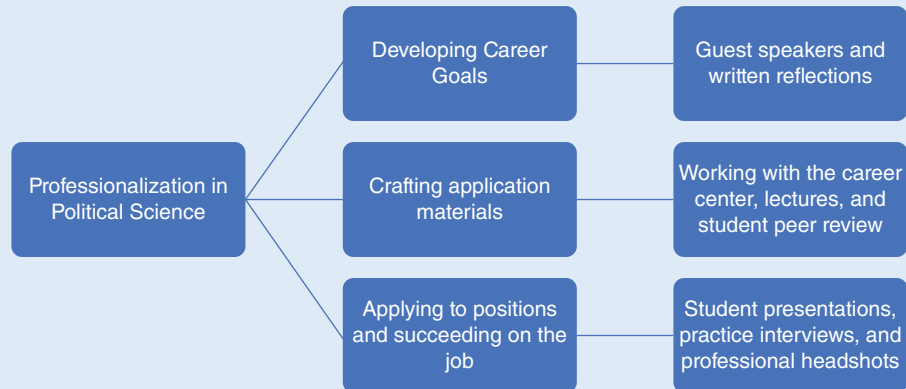 Professionalization in
Political Science
Developing Career
Goals
Guest speakers and
written reflections
Crafting application
materials
Working with the career
center, lectures, and
student peer review
Applying to positions
and succeeding on the
job
Student presentations,
practice interviews, and
professional headshots